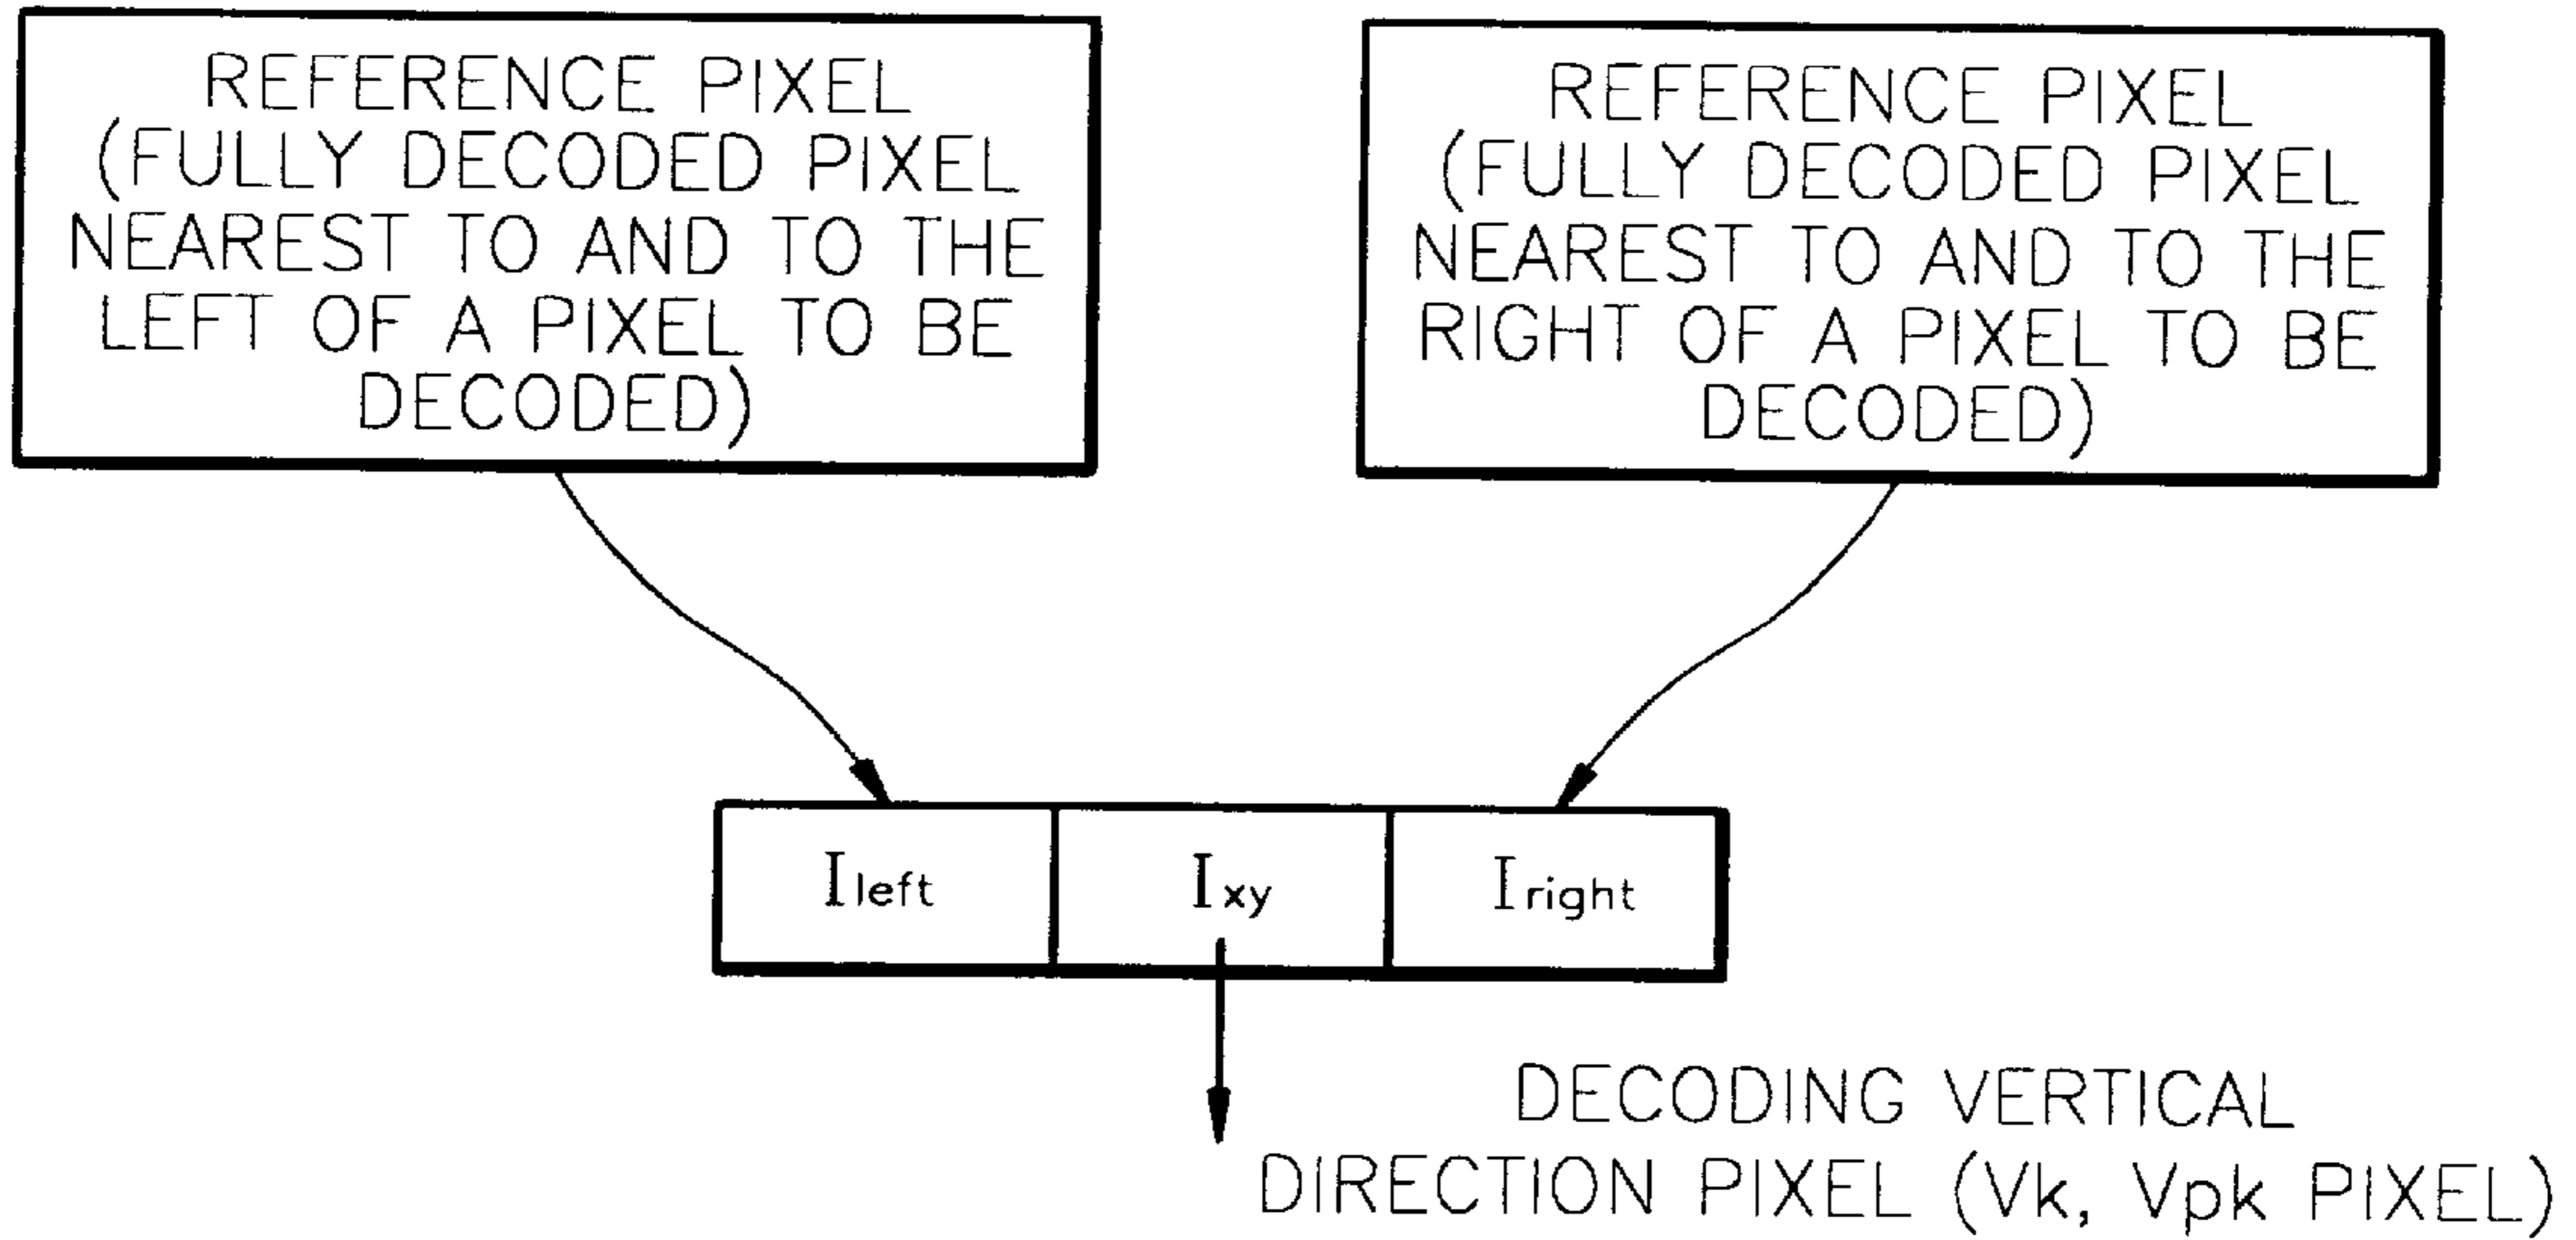 REFERENCE PIXEL
(FULLY DECODED PIXEL
NEAREST TO AND TO THE
LEFT OF A PIXEL TO BE
DECODED)
REFERENCE PIXEL
(FULLY DECODED PIXEL
NEAREST TO AND TO THE
RIGHT OF A PIXEL TO BE
DECODED)
Ileft Ixy Iright
DECODING VERTICAL
DIRECTION PIXEL (Vk, Vpk PIXEL)